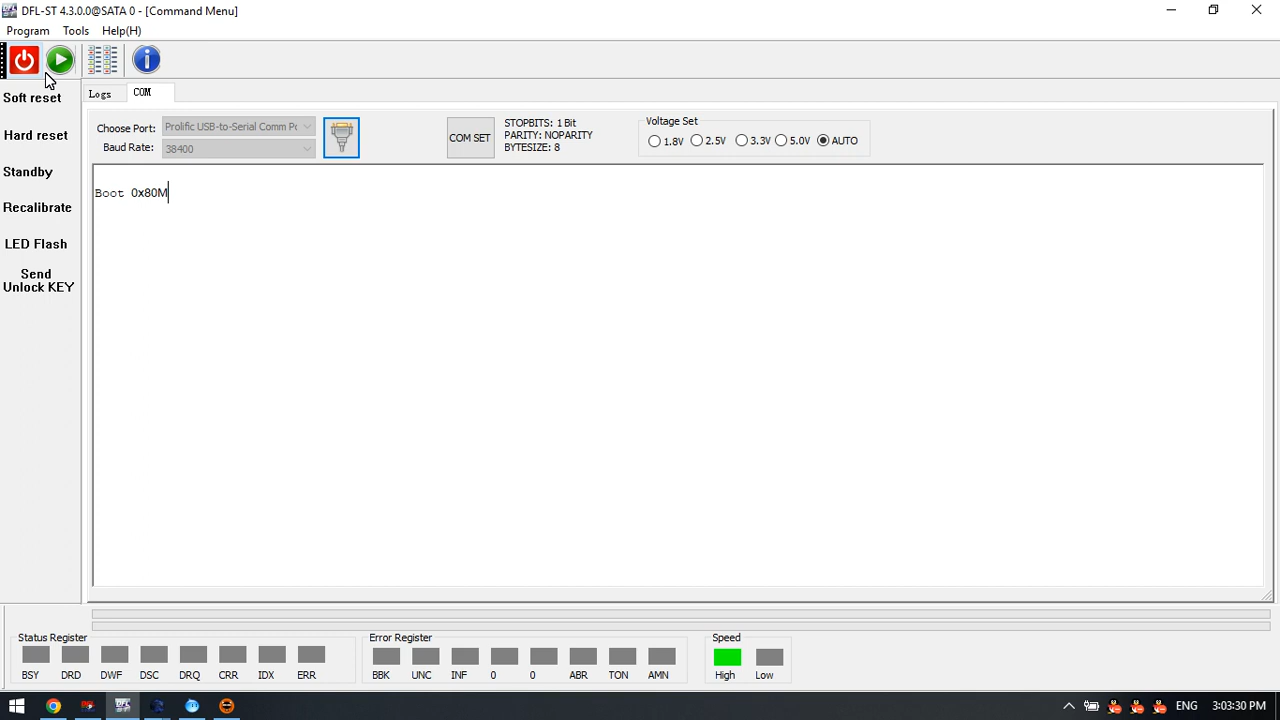 DFL-ST 4.3.0.0@SATA 0 - [Command Menu]
Program Tools Help(H)
Soft reset
Hard reset
Standby
Recalibrate
LED Flash
Send
Unlock KEY
Logs COM
Choose Port: Prolific USB-to-Serial Comm Po
Baud Rate: 38400
COM SET
STOPBITS: 1 Bit
PARITY: NOPARITY
BYTESIZE: 8
Voltage Set
1.8V 2.5V 3.3V 5.0V AUTO
Boot 0x80M
Status Register
BSY DRD DWF DSC DRQ CRR IDX ERR
Error Register
BBK UNC INF 0 0 ABR TON AMN
Speed
High Low
ENG 3:03:30 PM